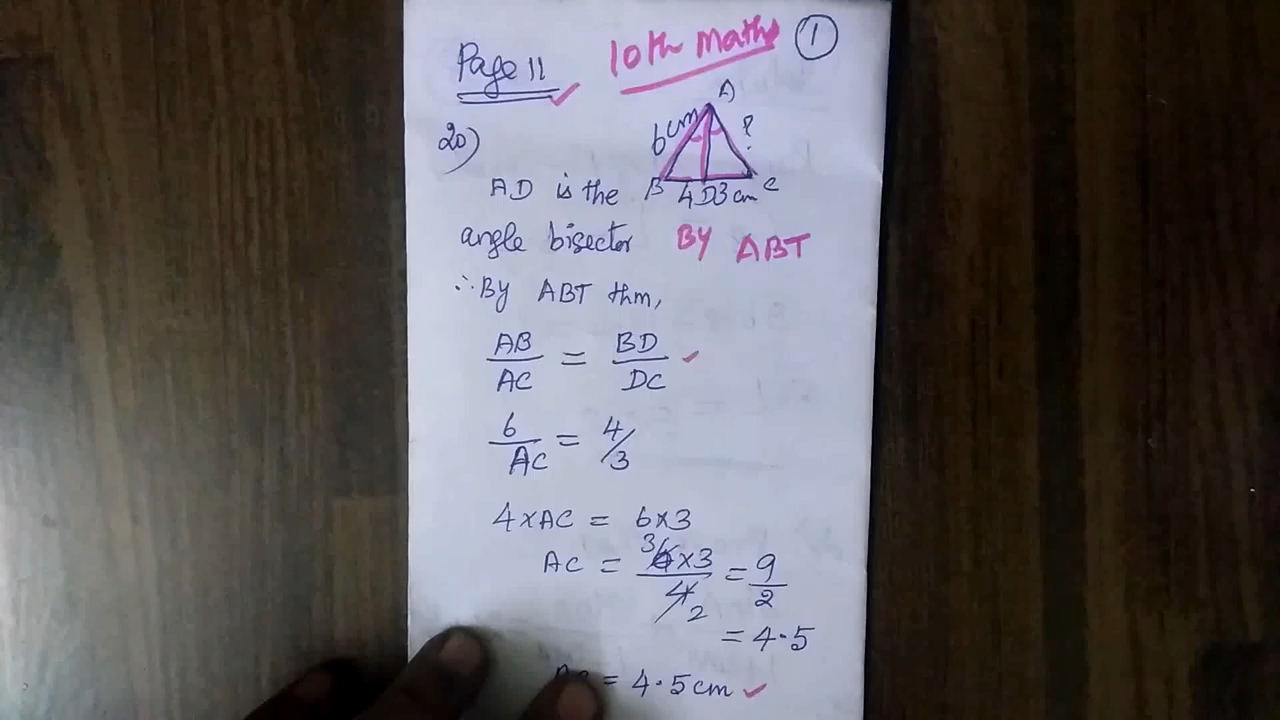 Page 11
10th Maths
1
20)
A
6cm
?
B 4 D 3 cm C
AD is the
angle bisector
BY ABT
∴ By ABT thm,
AB/AC = BD/DC
6/AC = 4/3
4×AC = 6×3
AC = 3 6×3/4 2 = 9/2
= 4.5
= 4.5cm